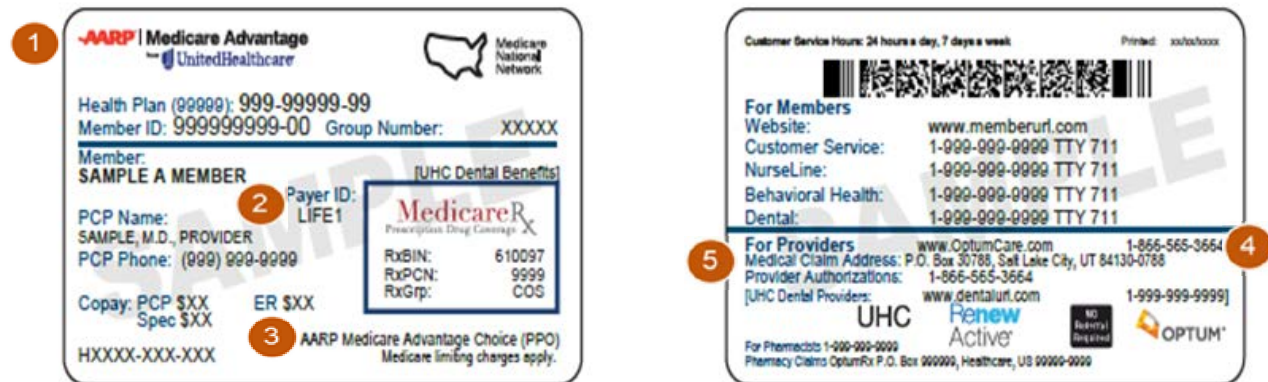 1
AARP | Medicare Advantage
from UnitedHealthcare
Medicare
National
Network
Health Plan (99999): 999-99999-99
Member ID: 999999999-00 Group Number: XXXXX
Member:
SAMPLE A MEMBER
[UHC Dental Benefits]
2
Payer ID:
LIFE1
PCP Name:
SAMPLE, M.D., PROVIDER
PCP Phone: (999) 999-9999
MedicareRx
Prescription Drug Coverage
RxBIN: 610097
RxPCN: 9999
RxGrp: COS
Copay: PCP $XX ER $XX
Spec $XX
3
AARP Medicare Advantage Choice (PPO)
HXXXX-XXX-XXX
Medicare limiting charges apply.
SAMPLE
Customer Service Hours: 24 hours a day, 7 days a week Printed: xx/xx/xxxx
For Members
Website: www.memberurl.com
Customer Service: 1-999-999-9999 TTY 711
NurseLine: 1-999-999-9999 TTY 711
Behavioral Health: 1-999-999-9999 TTY 711
Dental: 1-999-999-9999 TTY 711
For Providers www.OptumCare.com 1-866-565-3664
4
5
Medical Claim Address: P.O. Box 30788, Salt Lake City, UT 84130-0788
Provider Authorizations: 1-866-565-3664
[UHC Dental Providers: www.dentalurl.com 1-999-999-9999]
UHC
Renew
Active
NO
Referral
Required
OPTUM
For Pharmacists 1-999-999-9999
Pharmacy Claims OptumRx P.O. Box 999999, Healthcare, US 99999-9999
SAMPLE